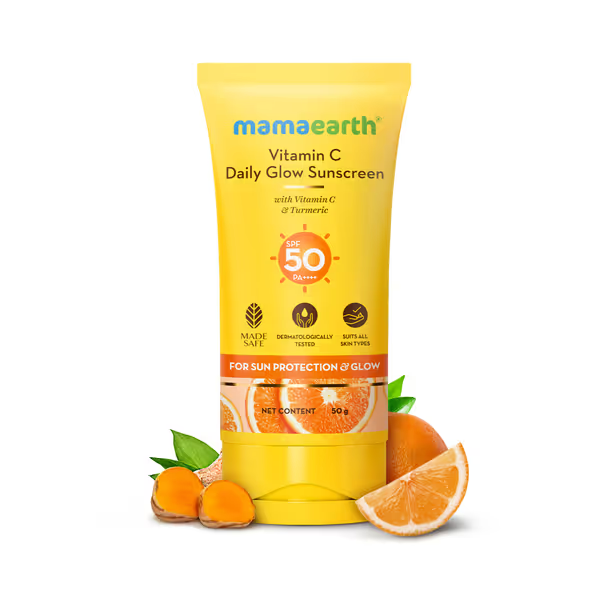 mamaearth®
Vitamin C
Daily Glow Sunscreen
with Vitamin C
& Turmeric
SPF
50
PA++++
MADE
SAFE
DERMATOLOGICALLY
TESTED
SUITS ALL
SKIN TYPES
FOR SUN PROTECTION & GLOW
NET CONTENT 50 g